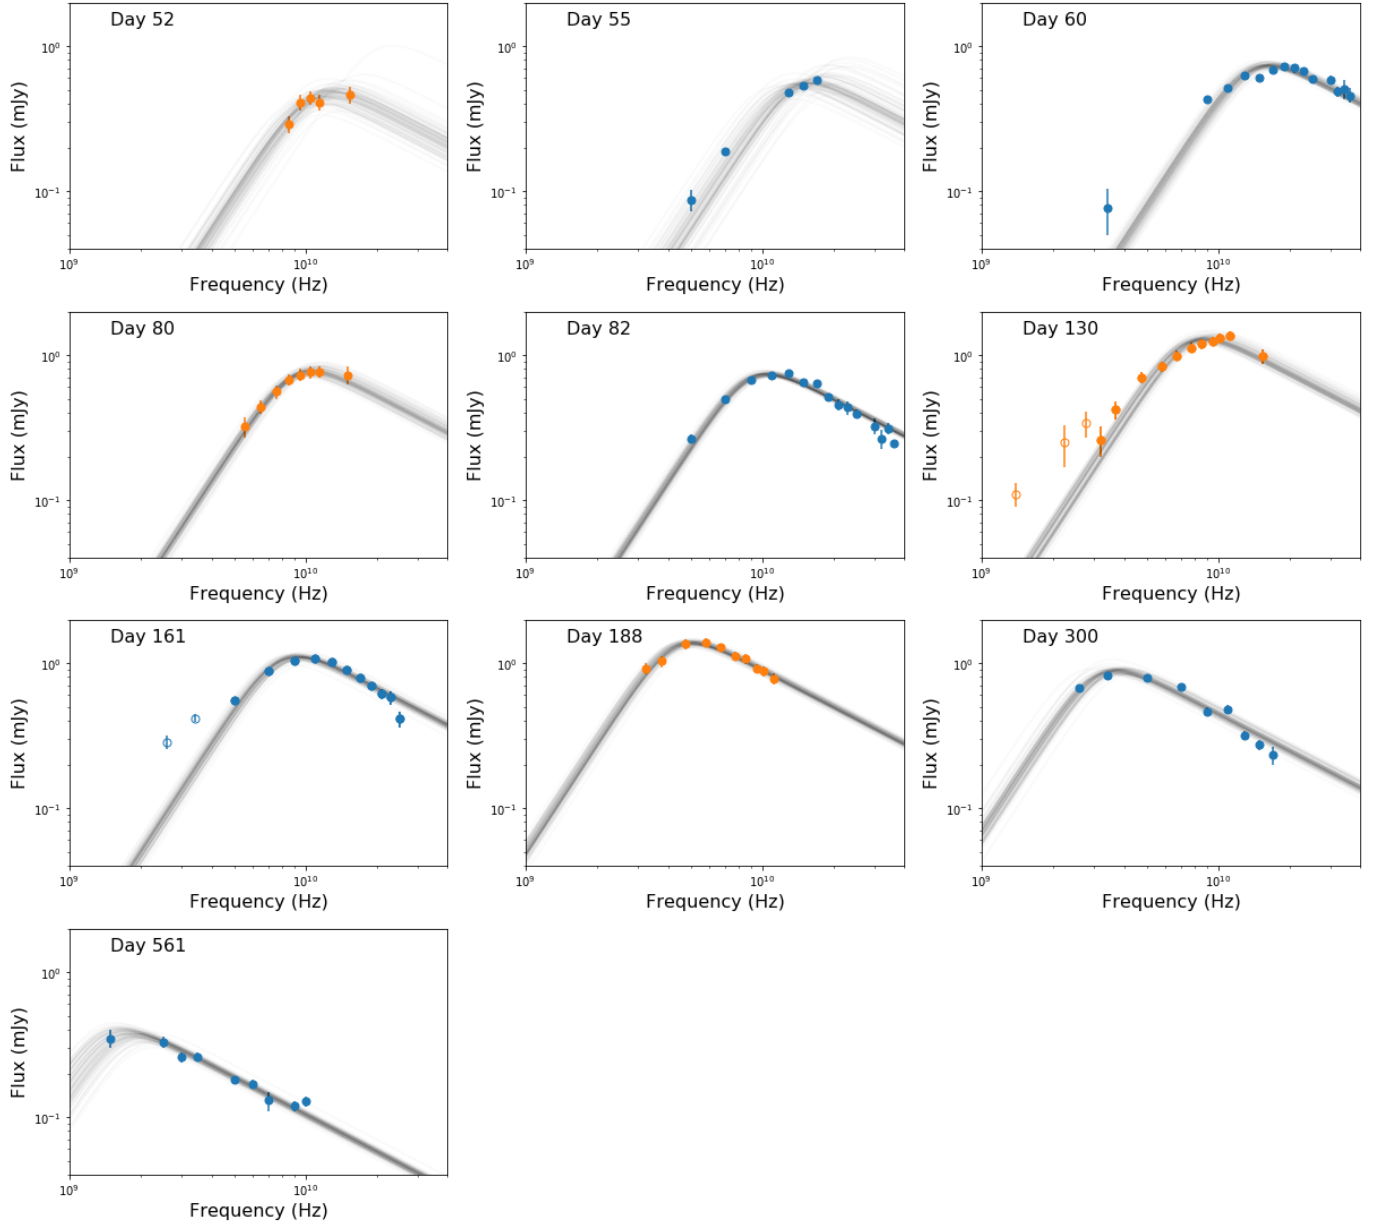 Day 52
Flux (mJy)
10⁰
10⁻¹
10⁹
10¹⁰
Frequency (Hz)
Day 55
Flux (mJy)
10⁰
10⁻¹
10⁹
10¹⁰
Frequency (Hz)
Day 60
Flux (mJy)
10⁰
10⁻¹
10⁹
10¹⁰
Frequency (Hz)
Day 80
Flux (mJy)
10⁰
10⁻¹
10⁹
10¹⁰
Frequency (Hz)
Day 82
Flux (mJy)
10⁰
10⁻¹
10⁹
10¹⁰
Frequency (Hz)
Day 130
Flux (mJy)
10⁰
10⁻¹
10⁹
10¹⁰
Frequency (Hz)
Day 161
Flux (mJy)
10⁰
10⁻¹
10⁹
10¹⁰
Frequency (Hz)
Day 188
Flux (mJy)
10⁰
10⁻¹
10⁹
10¹⁰
Frequency (Hz)
Day 300
Flux (mJy)
10⁰
10⁻¹
10⁹
10¹⁰
Frequency (Hz)
Day 561
Flux (mJy)
10⁰
10⁻¹
10⁹
10¹⁰
Frequency (Hz)